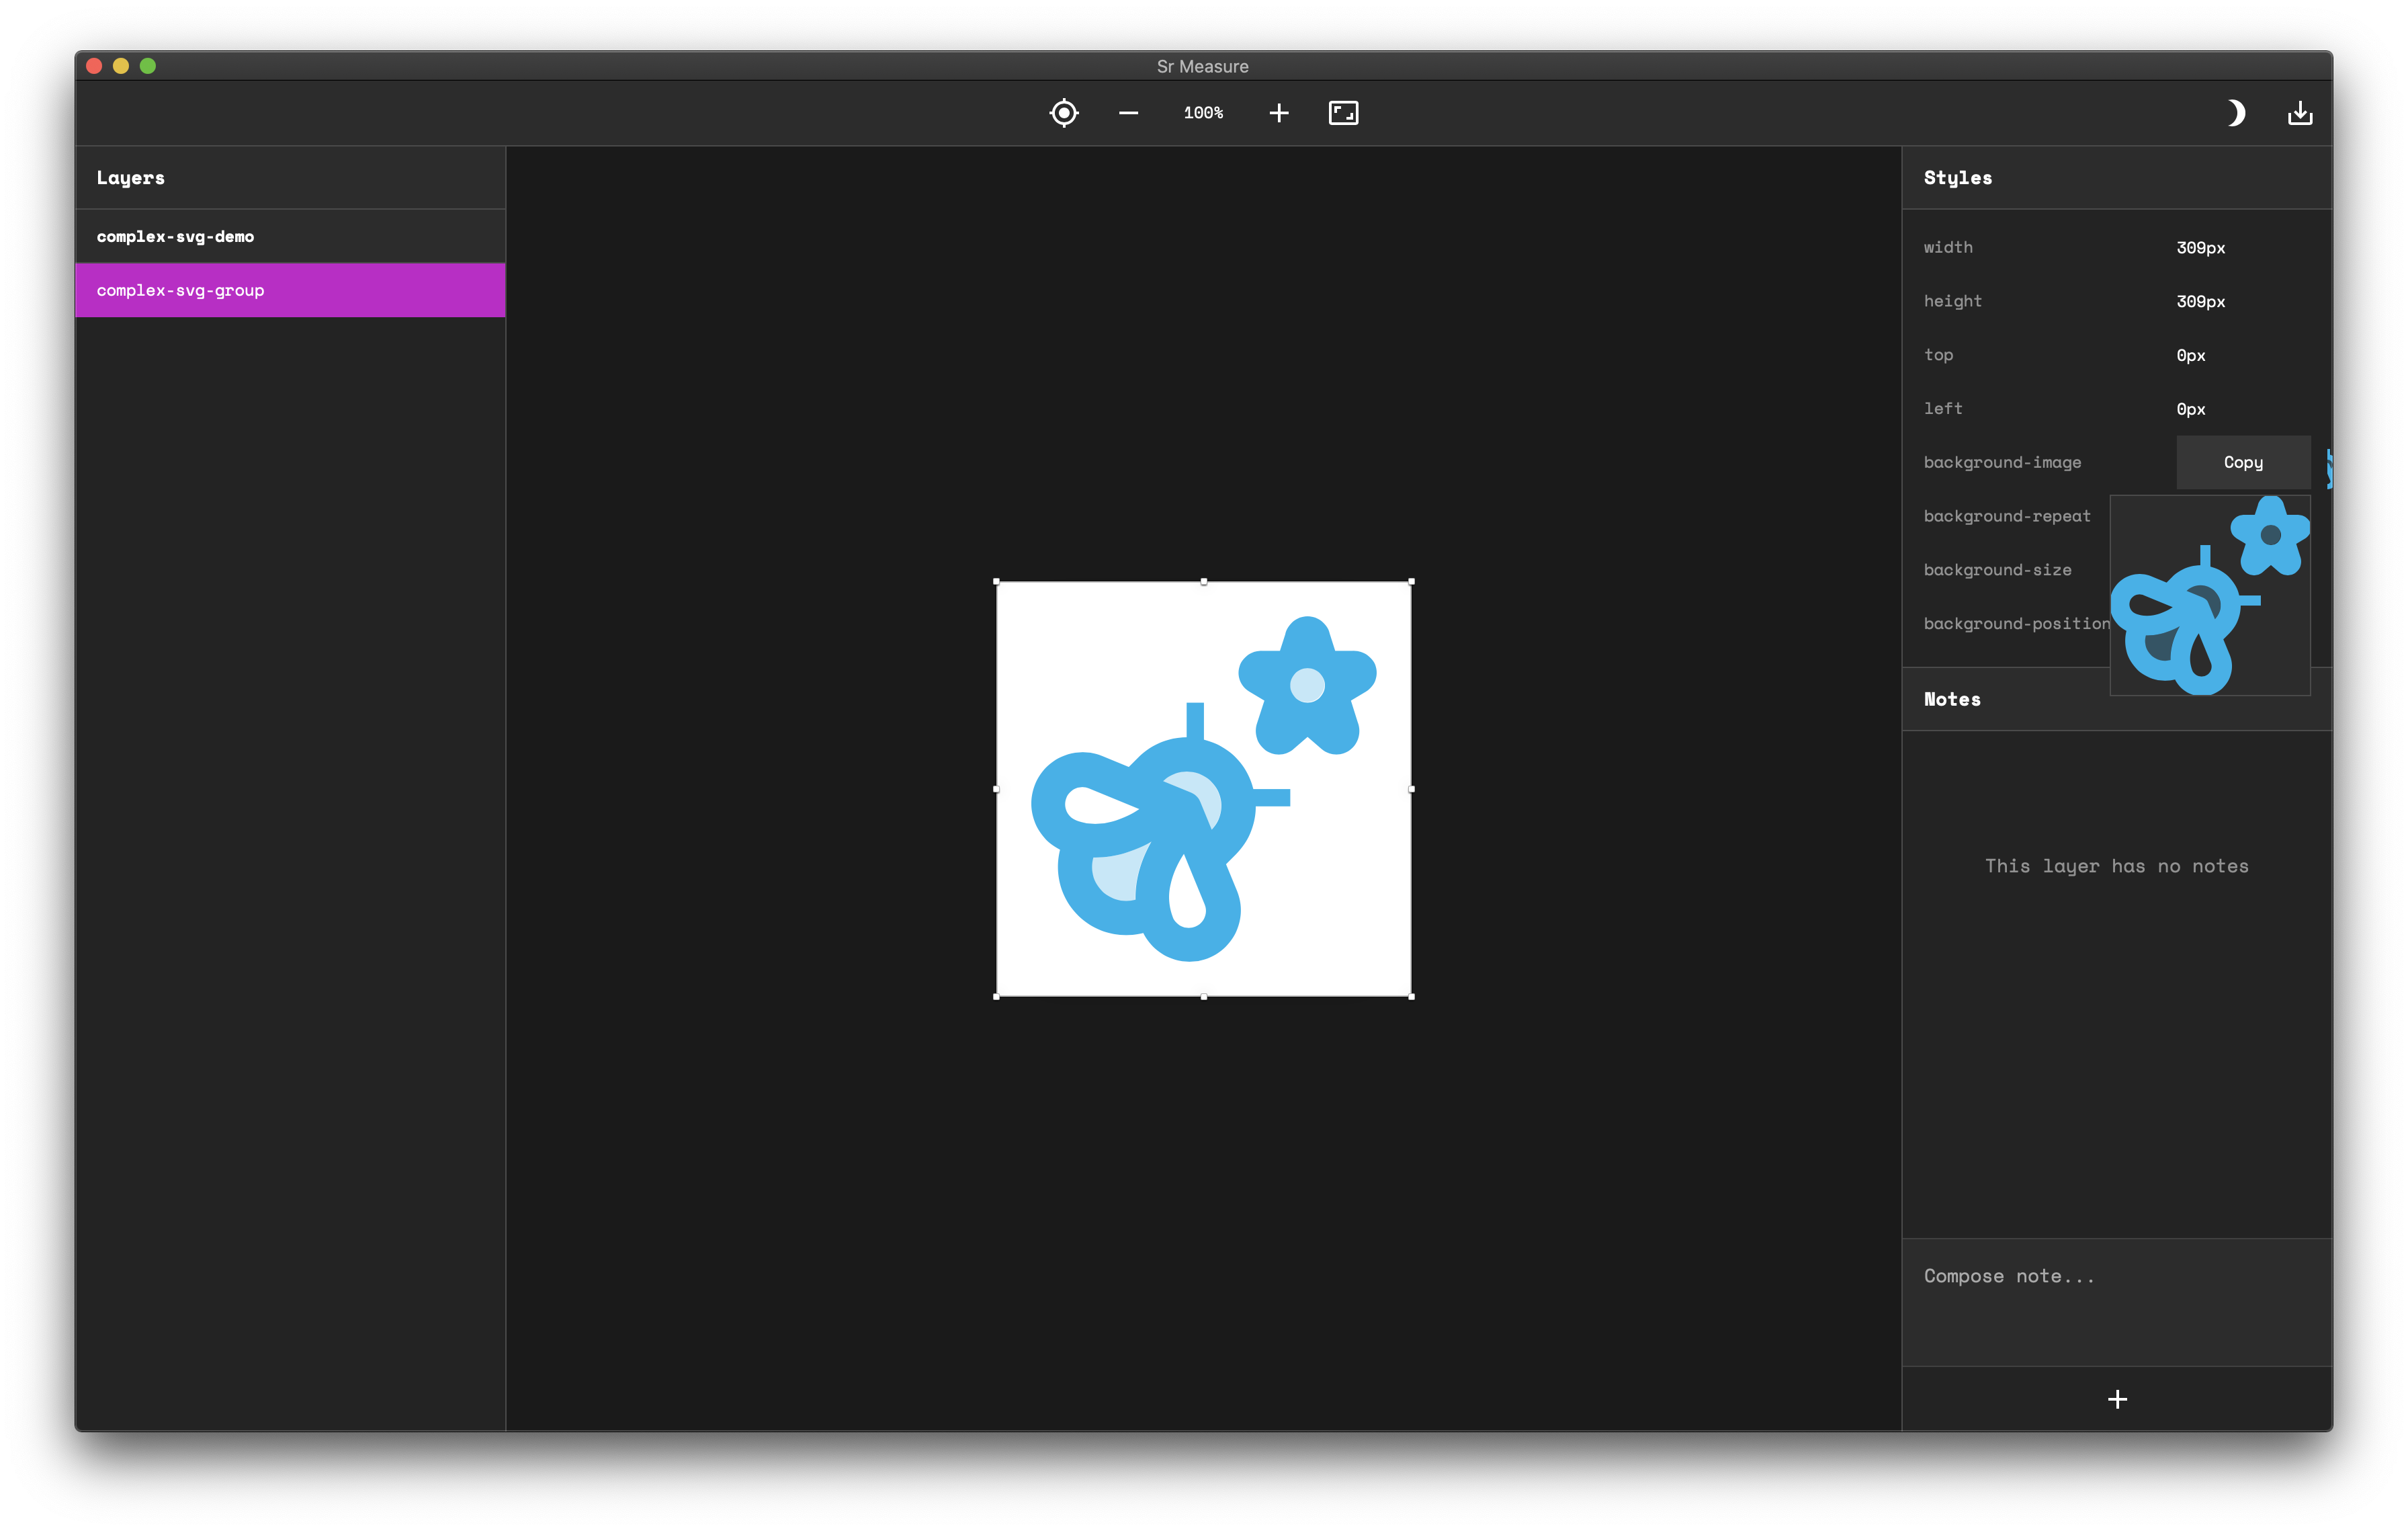 Sr Measure
100%
Layers
complex-svg-demo
complex-svg-group
Styles
width 309px
height 309px
top 0px
left 0px
background-image Copy
background-repeat
background-size
background-position
Notes
This layer has no notes
Compose note...